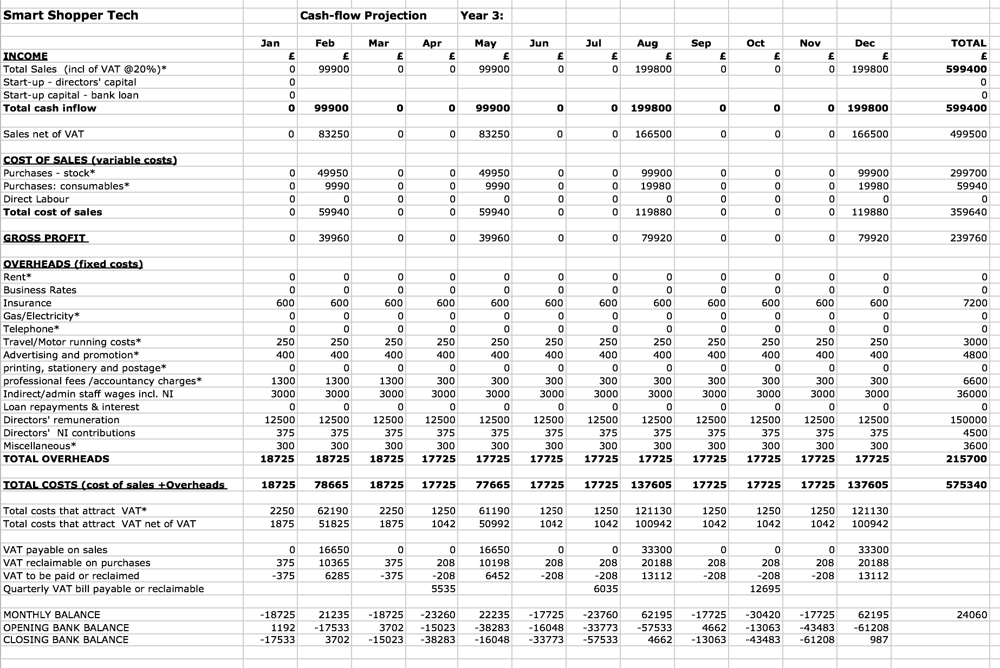 Smart Shopper Tech Cash-flow Projection Year 3:
Jan Feb Mar Apr May Jun Jul Aug Sep Oct Nov Dec TOTAL
INCOME £ £ £ £ £ £ £ £ £ £ £ £ £
Total Sales (incl of VAT @20%)* 0 99900 0 0 99900 0 0 199800 0 0 0 199800 599400
Start-up - directors' capital 0 0
Start-up capital - bank loan 0 0
Total cash inflow 0 99900 0 0 99900 0 0 199800 0 0 0 199800 599400
Sales net of VAT 0 83250 0 0 83250 0 0 166500 0 0 0 166500 499500
COST OF SALES (variable costs)
Purchases - stock* 0 49950 0 0 49950 0 0 99900 0 0 0 99900 299700
Purchases: consumables* 0 9990 0 0 9990 0 0 19980 0 0 0 19980 59940
Direct Labour 0 0 0 0 0 0 0 0 0 0 0 0 0
Total cost of sales 0 59940 0 0 59940 0 0 119880 0 0 0 119880 359640
GROSS PROFIT 0 39960 0 0 39960 0 0 79920 0 0 0 79920 239760
OVERHEADS (fixed costs)
Rent* 0 0 0 0 0 0 0 0 0 0 0 0 0
Business Rates 0 0 0 0 0 0 0 0 0 0 0 0 0
Insurance 600 600 600 600 600 600 600 600 600 600 600 600 7200
Gas/Electricity* 0 0 0 0 0 0 0 0 0 0 0 0 0
Telephone* 0 0 0 0 0 0 0 0 0 0 0 0 0
Travel/Motor running costs* 250 250 250 250 250 250 250 250 250 250 250 250 3000
Advertising and promotion* 400 400 400 400 400 400 400 400 400 400 400 400 4800
printing, stationery and postage* 0 0 0 0 0 0 0 0 0 0 0 0 0
professional fees /accountancy charges* 1300 1300 1300 300 300 300 300 300 300 300 300 300 6600
Indirect/admin staff wages incl. NI 3000 3000 3000 3000 3000 3000 3000 3000 3000 3000 3000 3000 36000
Loan repayments & interest 0 0 0 0 0 0 0 0 0 0 0 0 0
Directors' remuneration 12500 12500 12500 12500 12500 12500 12500 12500 12500 12500 12500 12500 150000
Directors' NI contributions 375 375 375 375 375 375 375 375 375 375 375 375 4500
Miscellaneous* 300 300 300 300 300 300 300 300 300 300 300 300 3600
TOTAL OVERHEADS 18725 18725 18725 17725 17725 17725 17725 17725 17725 17725 17725 17725 215700
TOTAL COSTS (cost of sales +Overheads 18725 78665 18725 17725 77665 17725 17725 137605 17725 17725 17725 137605 575340
Total costs that attract VAT* 2250 62190 2250 1250 61190 1250 1250 121130 1250 1250 1250 121130
Total costs that attract VAT net of VAT 1875 51825 1875 1042 50992 1042 1042 100942 1042 1042 1042 100942
VAT payable on sales 0 16650 0 0 16650 0 0 33300 0 0 0 33300
VAT reclaimable on purchases 375 10365 375 208 10198 208 208 20188 208 208 208 20188
VAT to be paid or reclaimed -375 6285 -375 -208 6452 -208 -208 13112 -208 -208 -208 13112
Quarterly VAT bill payable or reclaimable 5535 6035 12695
MONTHLY BALANCE -18725 21235 -18725 -23260 22235 -17725 -23760 62195 -17725 -30420 -17725 62195 24060
OPENING BANK BALANCE 1192 -17533 3702 -15023 -38283 -16048 -33773 -57533 4662 -13063 -43483 -61208
CLOSING BANK BALANCE -17533 3702 -15023 -38283 -16048 -33773 -57533 4662 -13063 -43483 -61208 987